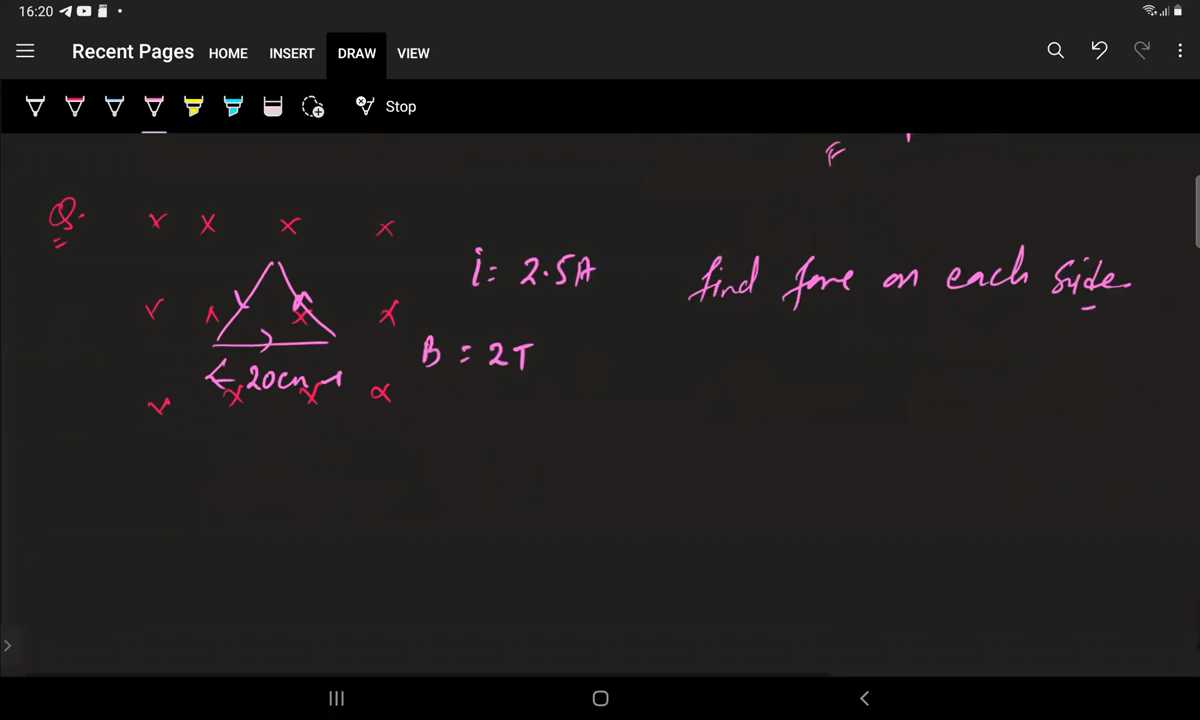 16:20
Recent Pages HOME INSERT DRAW VIEW
Stop
F
Q. x x x x
i = 2.5A find force on each side.
x x x x
B = 2T
20cm
x x x x